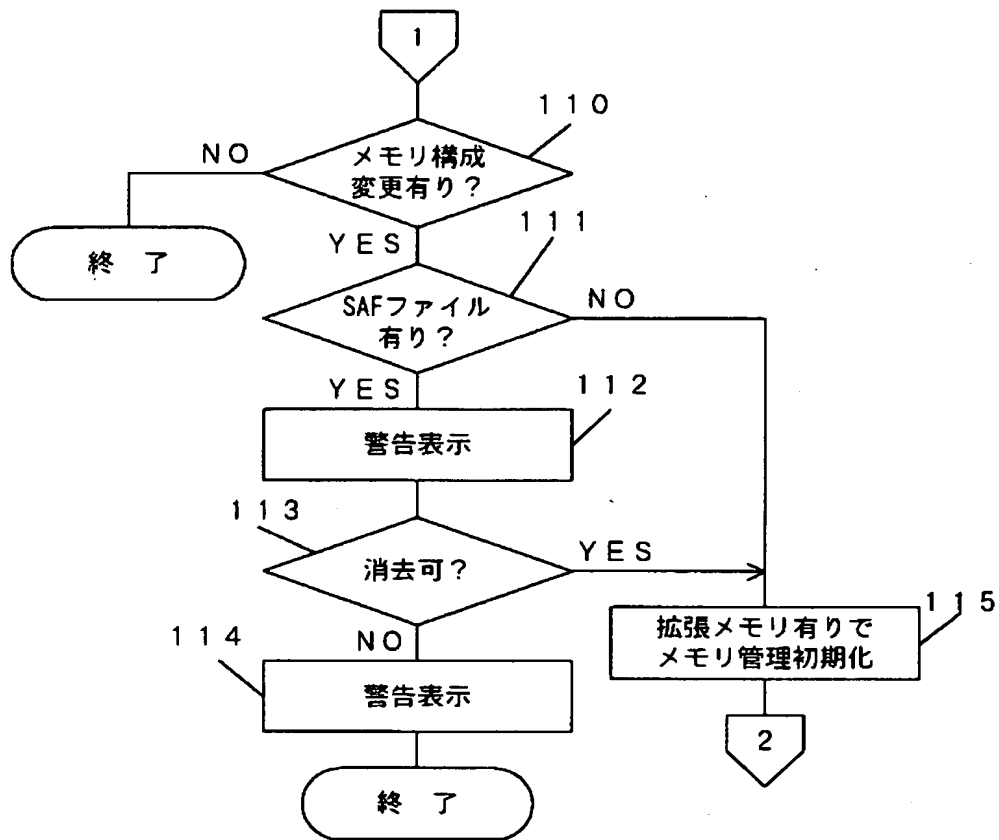 1
110
メモリ構成
変更有り?
NO
終 了
YES
111
SAFファイル
有り?
NO
YES
112
警告表示
113
消去可?
YES
115
拡張メモリ有りで
メモリ管理初期化
NO
114
警告表示
2
終 了